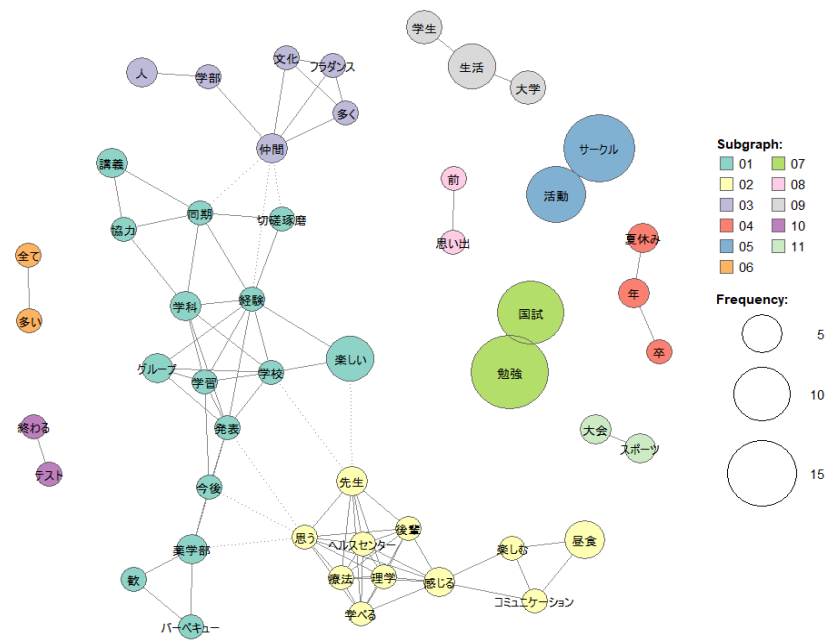 学生
生活
大学
人
学部
文化
フラダンス
多く
仲間
サークル
活動
前
思い出
講義
協力
同期
切磋琢磨
夏休み
年
卒
全て
多い
学科
経験
国試
勉強
グループ
学習
学校
楽しい
発表
大会
スポーツ
終わる
テスト
今後
先生
思う
ヘルスセンター
後輩
楽しむ
昼食
薬学部
療法
理学
感じる
コミュニケーション
歓
バーベキュー
学べる
Subgraph:
01
07
02
08
03
09
04
10
05
11
06
Frequency:
5
10
15